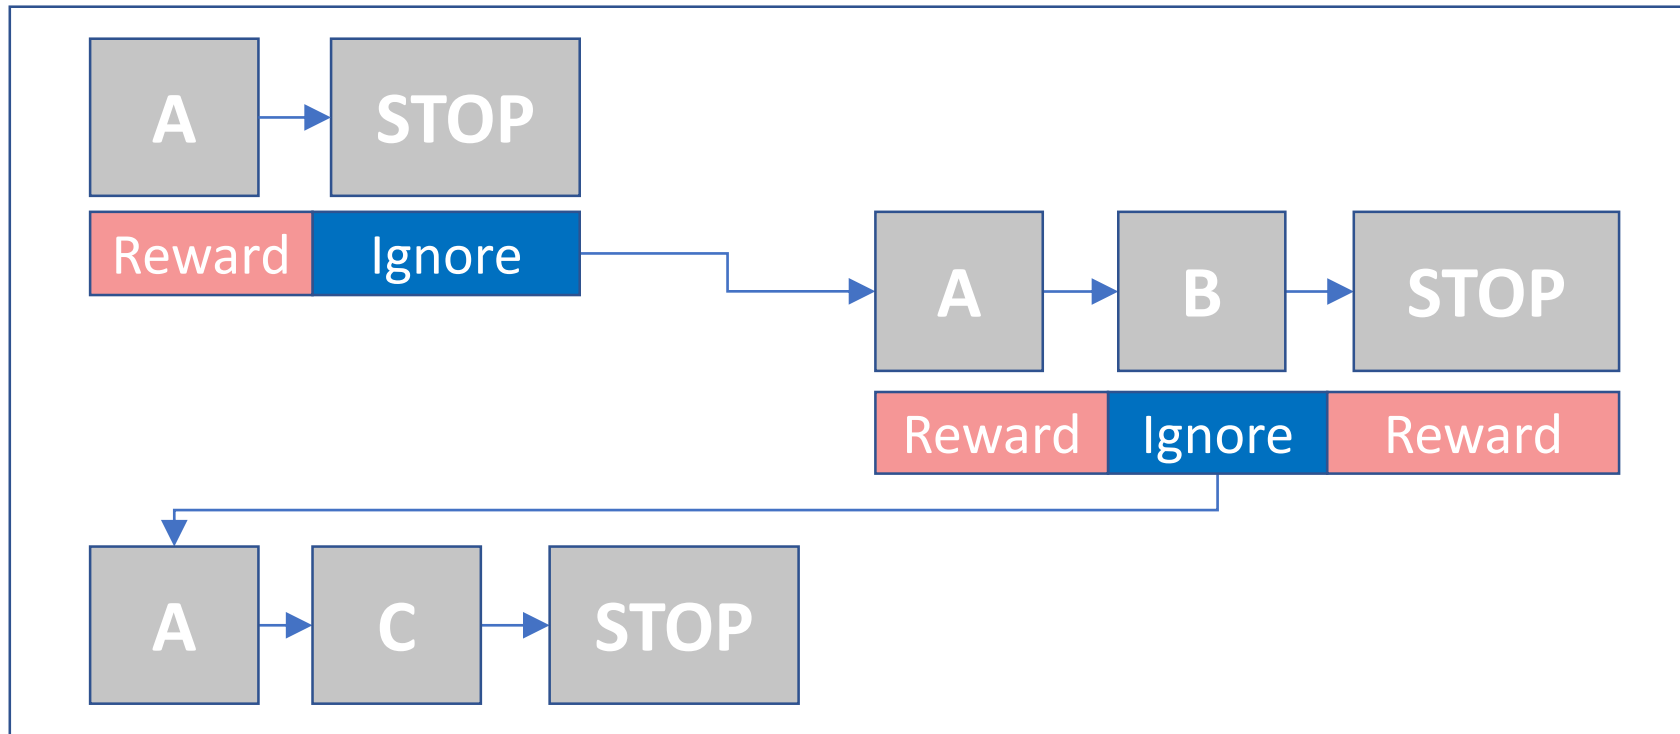 A STOP
Reward Ignore
A B STOP
Reward Ignore Reward
A C STOP